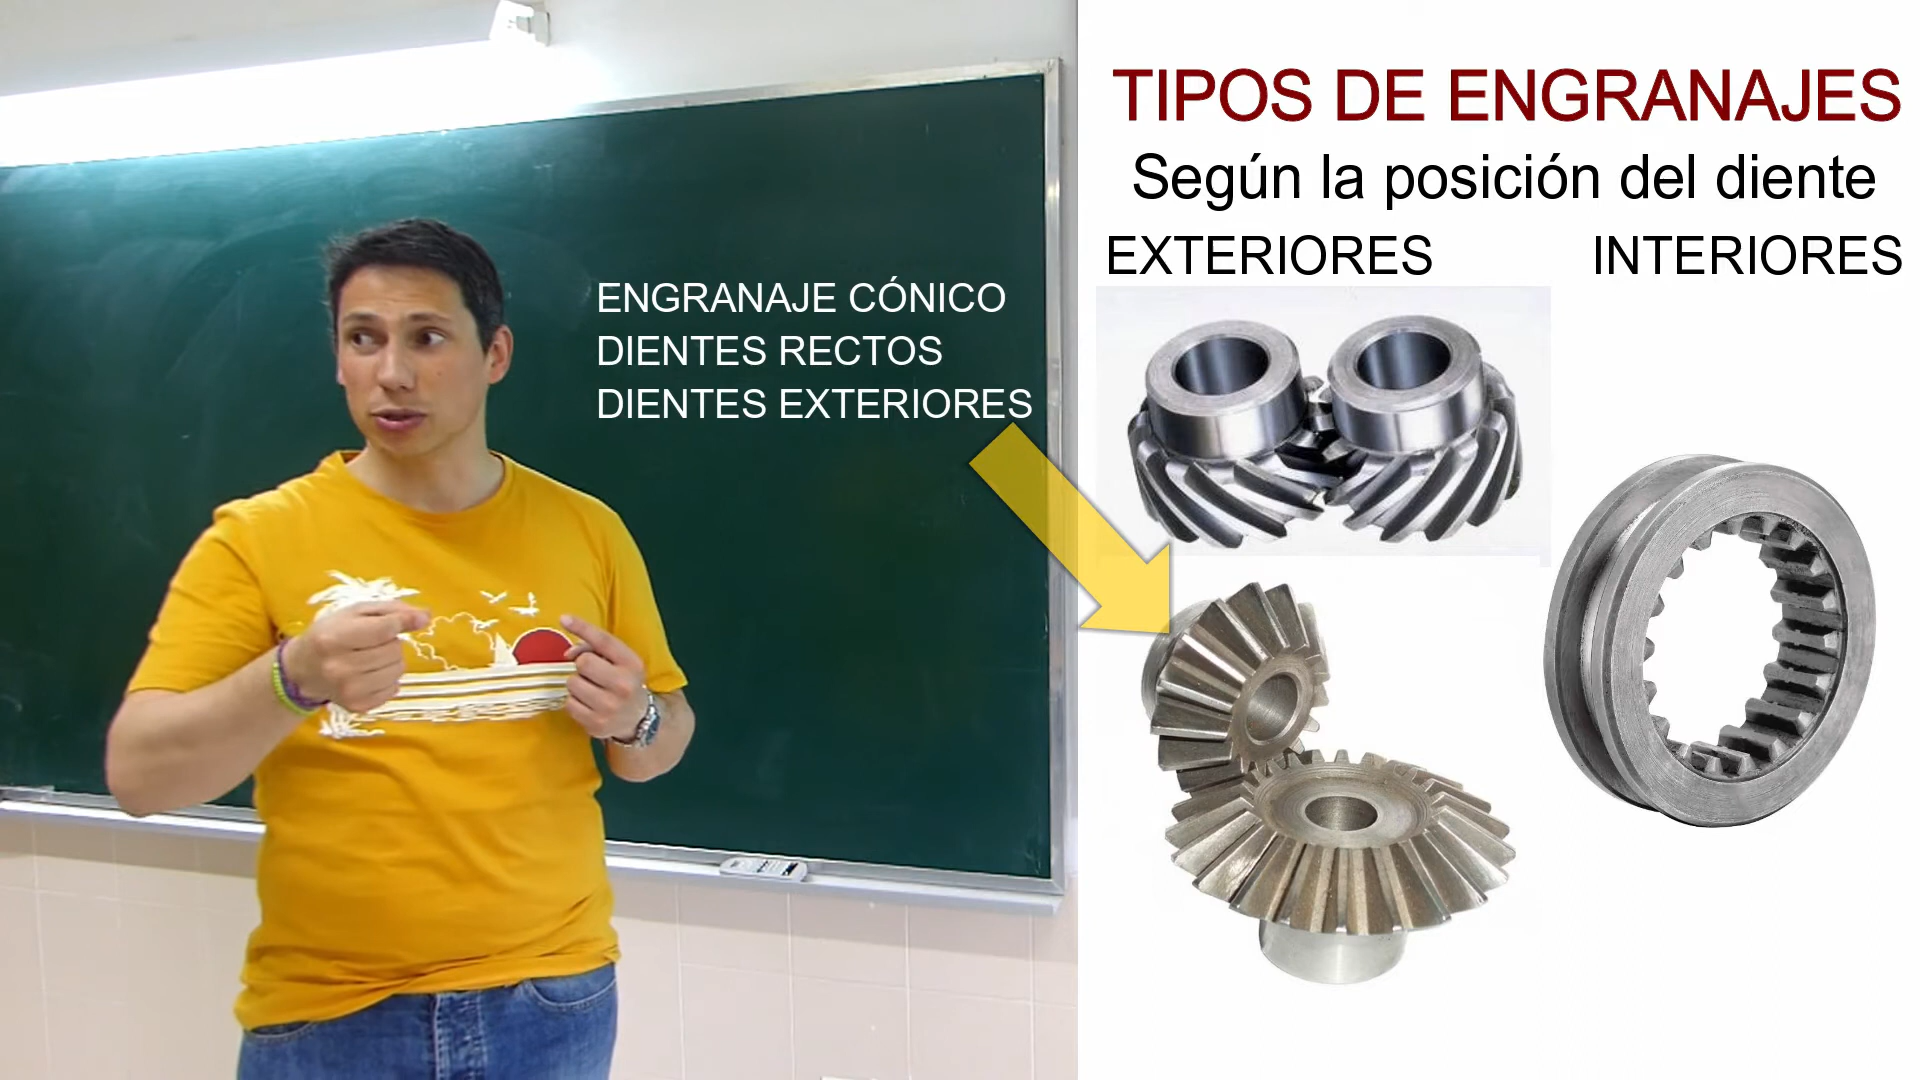 TIPOS DE ENGRANAJES
Según la posición del diente
EXTERIORES
INTERIORES
ENGRANAJE CÓNICO
DIENTES RECTOS
DIENTES EXTERIORES